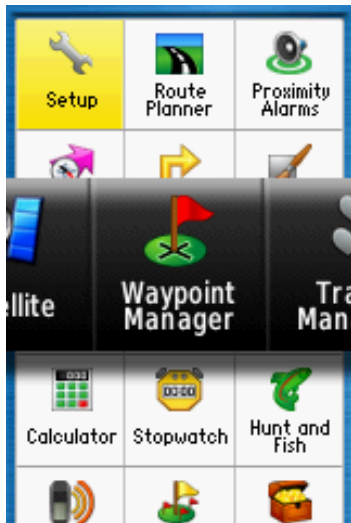 Setup
Route
Planner
Proximity
Alarms
Waypoint
Manager
Calculator
Stopwatch
Hunt and
Fish